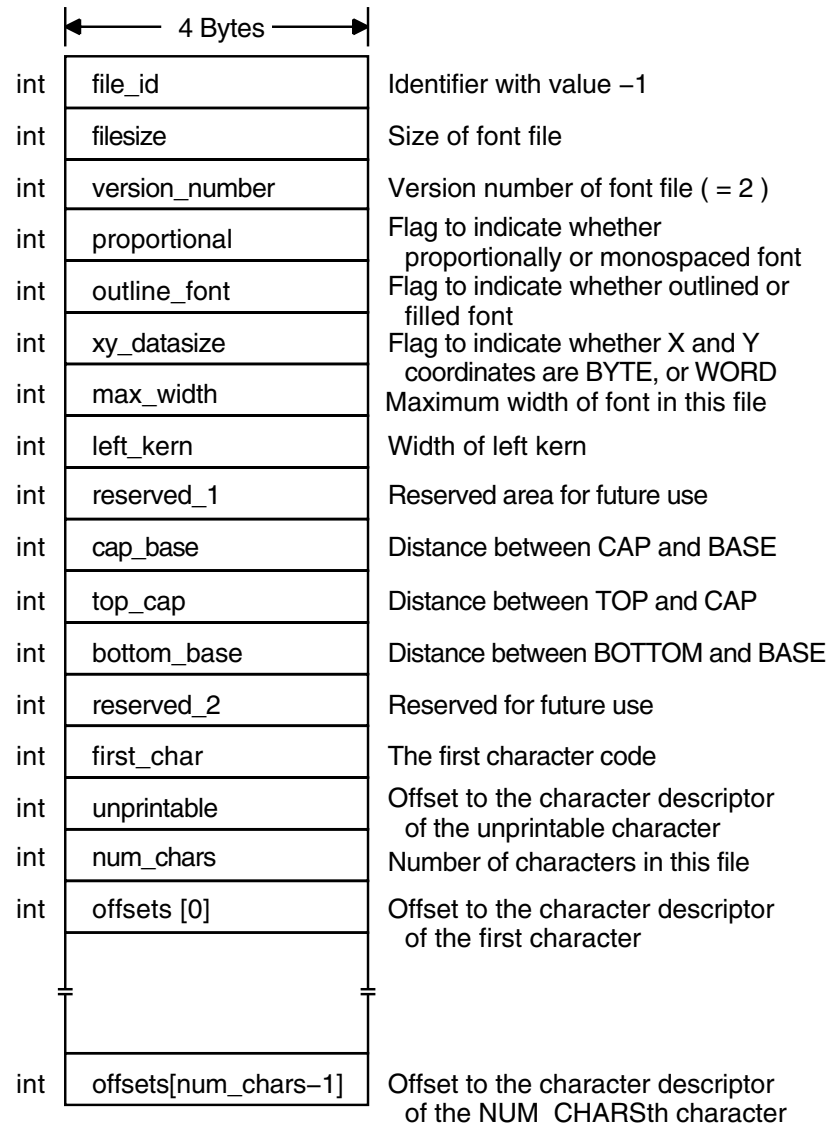 4 Bytes
int file_id Identifier with value −1
int filesize Size of font file
int version_number Version number of font file ( = 2 )
int proportional Flag to indicate whether
proportionally or monospaced font
int outline_font Flag to indicate whether outlined or
filled font
int xy_datasize Flag to indicate whether X and Y
coordinates are BYTE, or WORD
int max_width Maximum width of font in this file
int left_kern Width of left kern
int reserved_1 Reserved area for future use
int cap_base Distance between CAP and BASE
int top_cap Distance between TOP and CAP
int bottom_base Distance between BOTTOM and BASE
int reserved_2 Reserved for future use
int first_char The first character code
int unprintable Offset to the character descriptor
of the unprintable character
int num_chars Number of characters in this file
int offsets [0] Offset to the character descriptor
of the first character
int offsets[num_chars−1] Offset to the character descriptor
of the NUM_CHARSth character